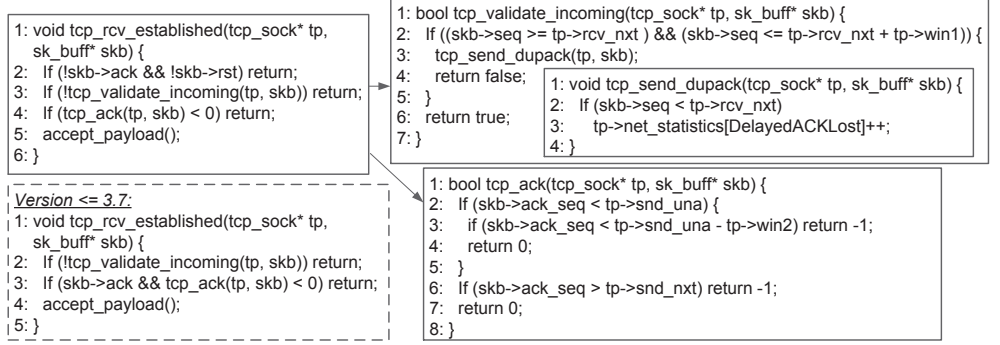 1: void tcp_rcv_established(tcp_sock* tp,
sk_buff* skb) {
2: If (!skb->ack && !skb->rst) return;
3: If (!tcp_validate_incoming(tp, skb)) return;
4: If (tcp_ack(tp, skb) < 0) return;
5: accept_payload();
6: }
1: bool tcp_validate_incoming(tcp_sock* tp, sk_buff* skb) {
2: If ((skb->seq >= tp->rcv_nxt ) && (skb->seq <= tp->rcv_nxt + tp->win1)) {
3: tcp_send_dupack(tp, skb);
4: return false;
5: }
6: return true;
7: }
1: void tcp_send_dupack(tcp_sock* tp, sk_buff* skb) {
2: If (skb->seq < tp->rcv_nxt)
3: tp->net_statistics[DelayedACKLost]++;
4: }
Version <= 3.7:
1: void tcp_rcv_established(tcp_sock* tp,
sk_buff* skb) {
2: If (!tcp_validate_incoming(tp, skb)) return;
3: If (skb->ack && tcp_ack(tp, skb) < 0) return;
4: accept_payload();
5: }
1: bool tcp_ack(tcp_sock* tp, sk_buff* skb) {
2: If (skb->ack_seq < tp->snd_una) {
3: if (skb->ack_seq < tp->snd_una - tp->win2) return -1;
4: return 0;
5: }
6: If (skb->ack_seq > tp->snd_nxt) return -1;
7: return 0;
8: }